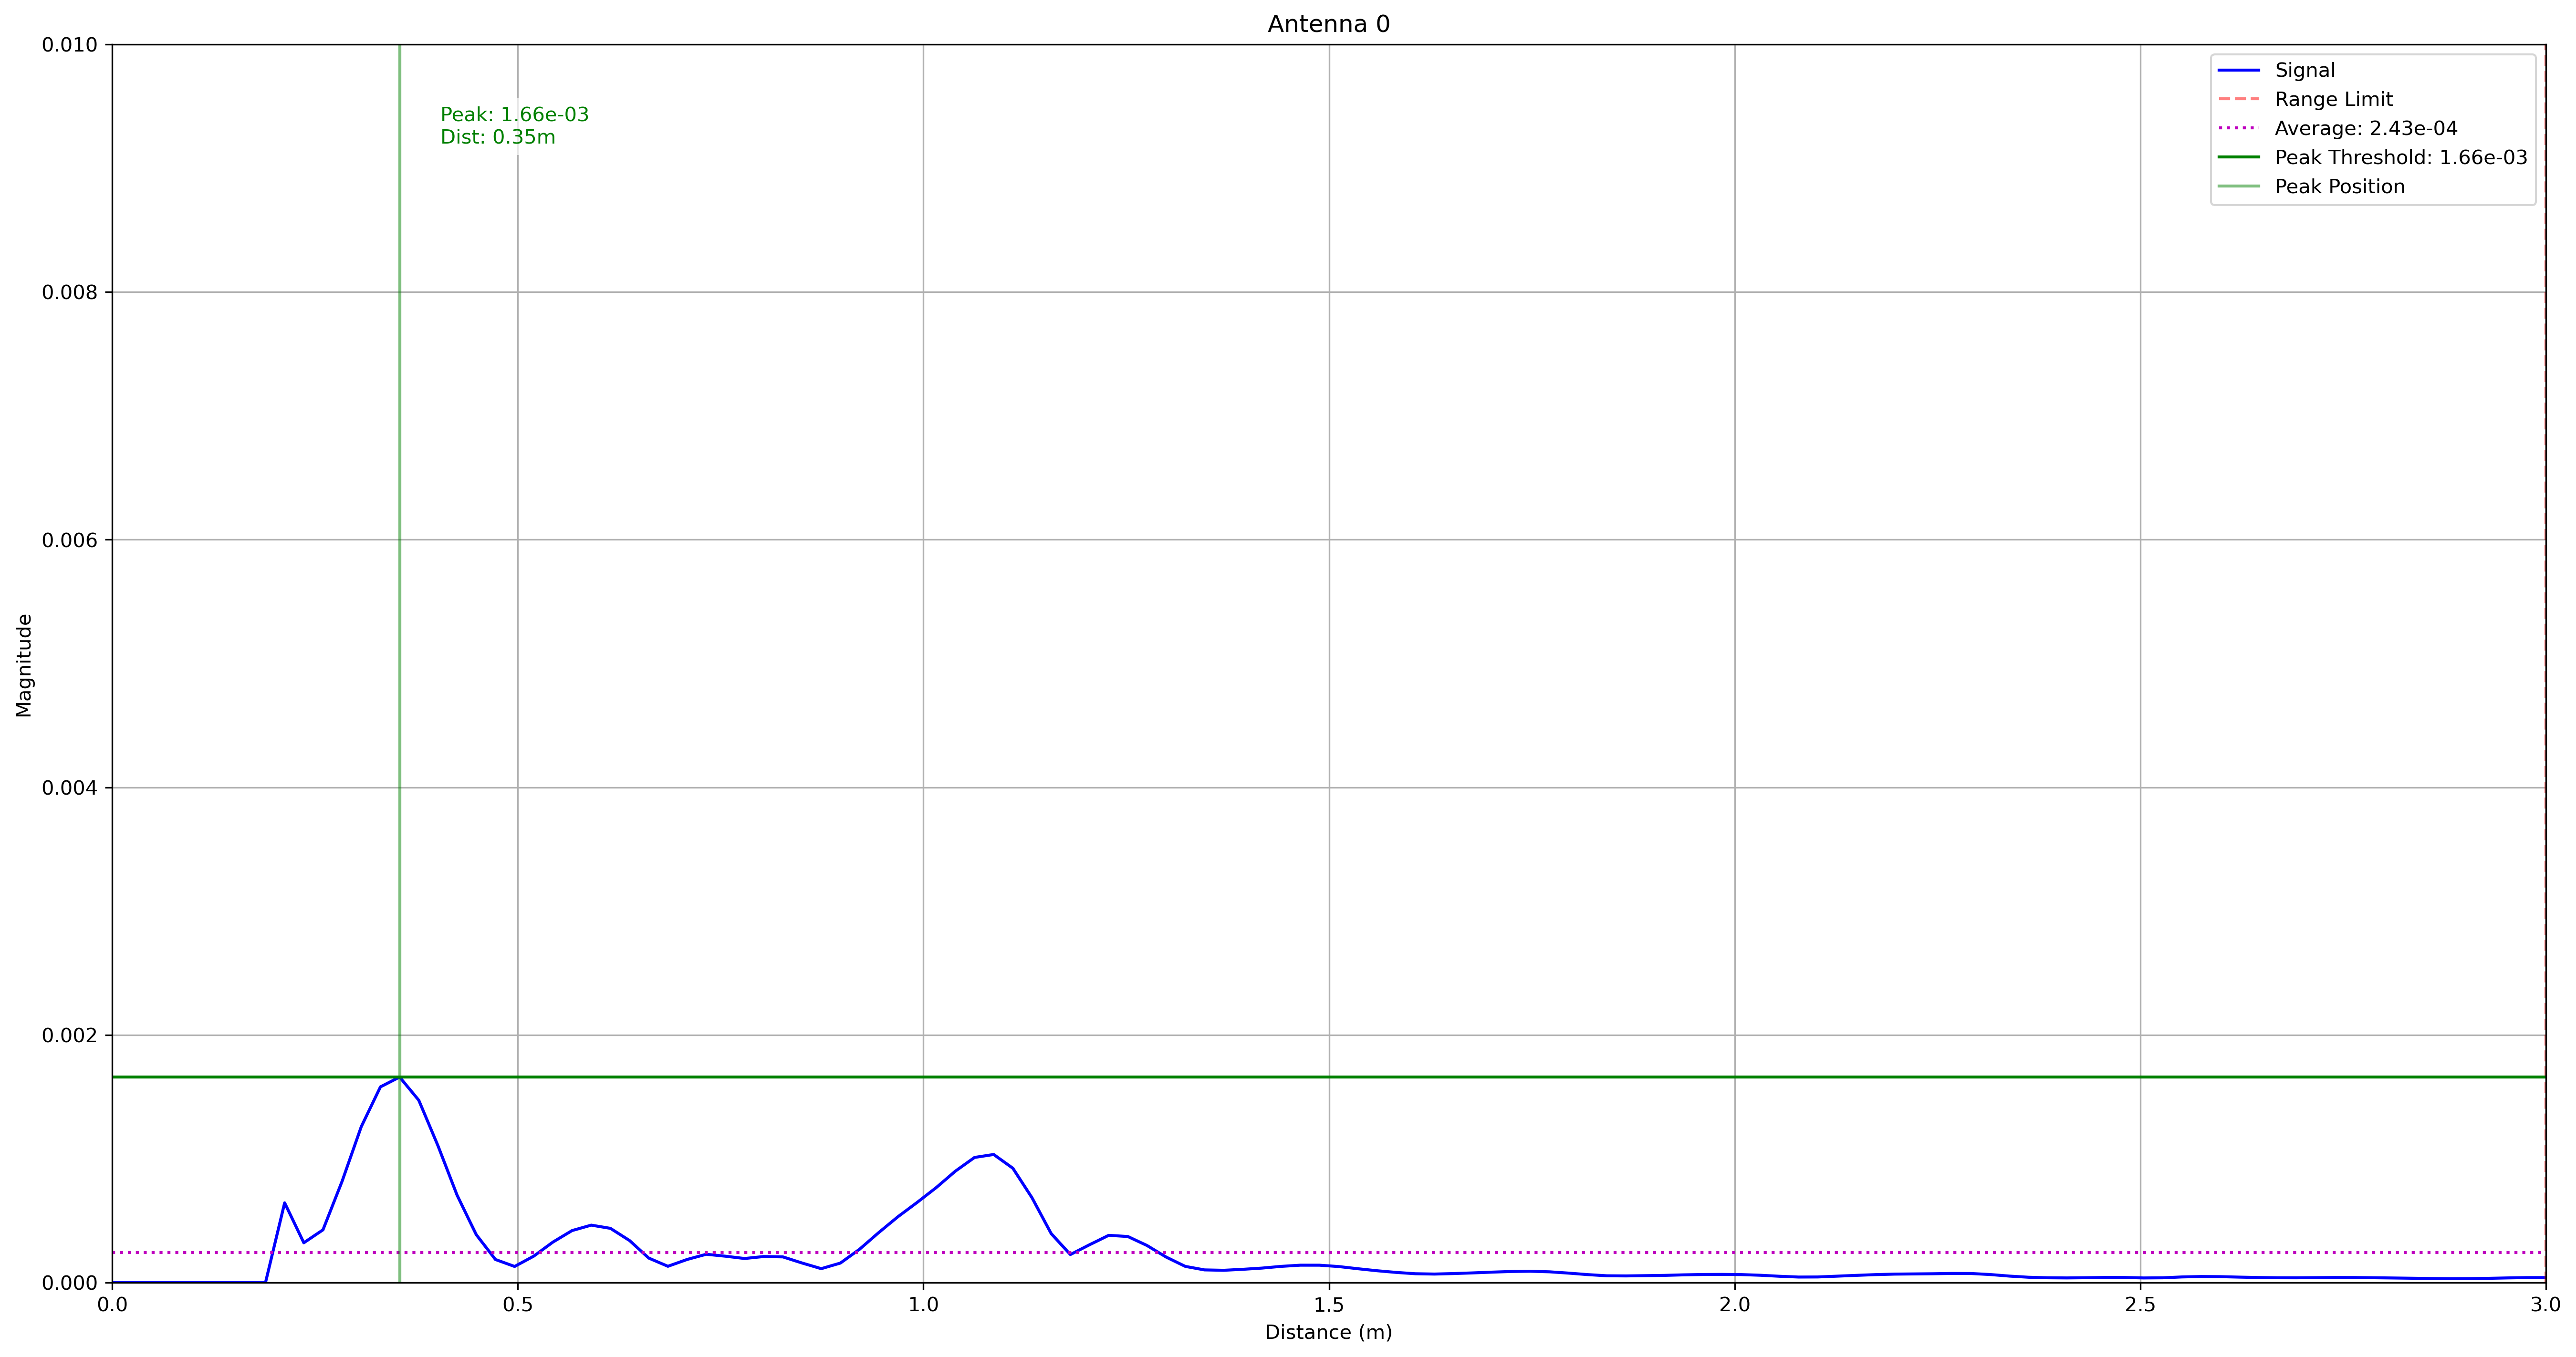 Antenna 0
0.010
0.008
0.006
0.004
0.002
0.000
Magnitude
Peak: 1.66e-03
Dist: 0.35m
Signal
Range Limit
Average: 2.43e-04
Peak Threshold: 1.66e-03
Peak Position
0.0 0.5 1.0 1.5 2.0 2.5 3.0
Distance (m)